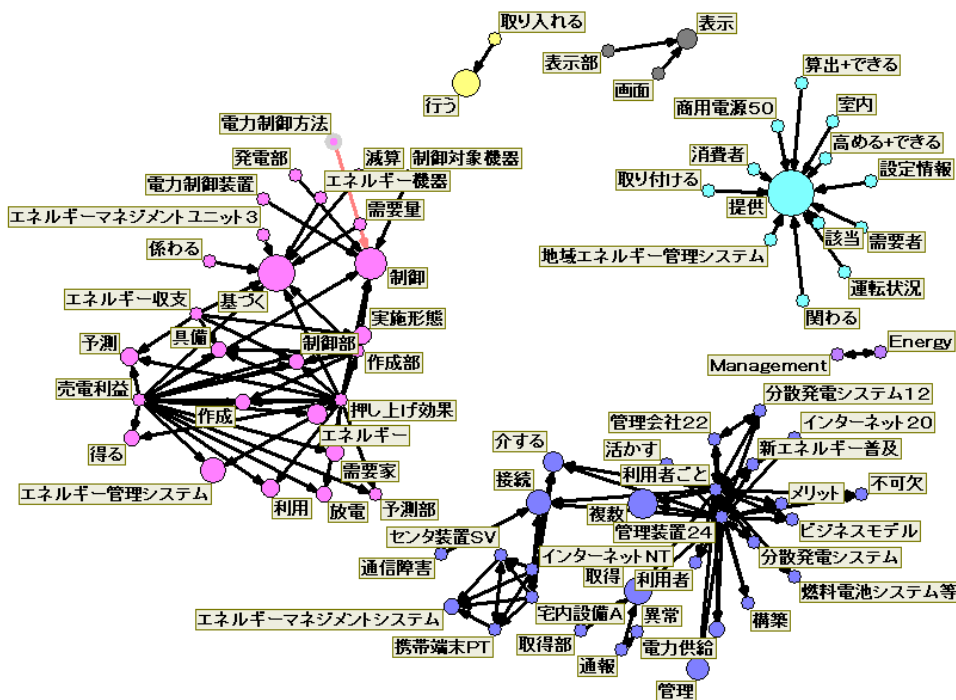 取り入れる
表示
表示部
行う
画面
算出+できる
商用電源50
室内
電力制御方法
高める+できる
発電部
減算
制御対象機器
消費者
設定情報
電力制御装置
エネルギー機器
取り付ける
提供
エネルギーマネジメントユニット3
需要量
該当
需要者
係わる
地域エネルギー管理システム
制御
運転状況
エネルギー収支
基づく
関わる
実施形態
予測
具備
制御部
作成部
Management
Energy
売電利益
作成
押し上げ効果
分散発電システム12
得る
エネルギー
管理会社22
インターネット20
介する
活かす
新エネルギー普及
需要家
接続
利用者ごと
エネルギー管理システム
利用
放電
予測部
複数
メリット
不可欠
センタ装置SV
管理装置24
ビジネスモデル
通信障害
インターネットNT
分散発電システム
取得
利用者
燃料電池システム等
エネルギーマネジメントシステム
宅内設備A
異常
構築
携帯端末PT
取得部
電力供給
通報
管理